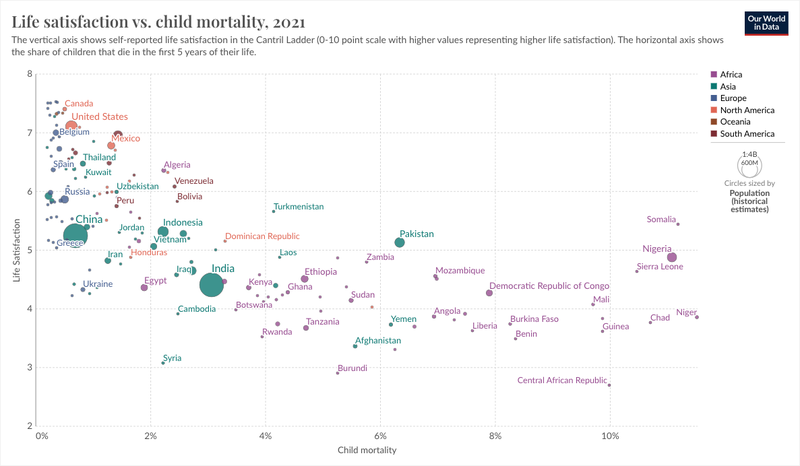 Life satisfaction vs. child mortality, 2021
Our World
in Data
The vertical axis shows self-reported life satisfaction in the Cantril Ladder (0-10 point scale with higher values representing higher life satisfaction). The horizontal axis shows
the share of children that die in the first 5 years of their life.
8
7
6
5
4
3
2
Life Satisfaction
Canada
United States
Belgium
Mexico
Thailand
Spain
Kuwait
Algeria
Uzbekistan
Venezuela
Russia
Peru
Bolivia
Turkmenistan
China
Jordan
Indonesia
Somalia
Greece
Vietnam
Dominican Republic
Pakistan
Iran
Honduras
Laos
Zambia
Nigeria
Iraq
India
Ethiopia
Mozambique
Sierra Leone
Ukraine
Egypt
Kenya
Ghana
Sudan
Democratic Republic of Congo
Botswana
Mali
Cambodia
Angola
Niger
Rwanda
Tanzania
Yemen
Liberia
Burkina Faso
Guinea
Chad
Benin
Afghanistan
Syria
Burundi
Central African Republic
0%
2%
4%
6%
8%
10%
Child mortality
Africa
Asia
Europe
North America
Oceania
South America
1:4B
600M
Circles sized by
Population
(historical
estimates)